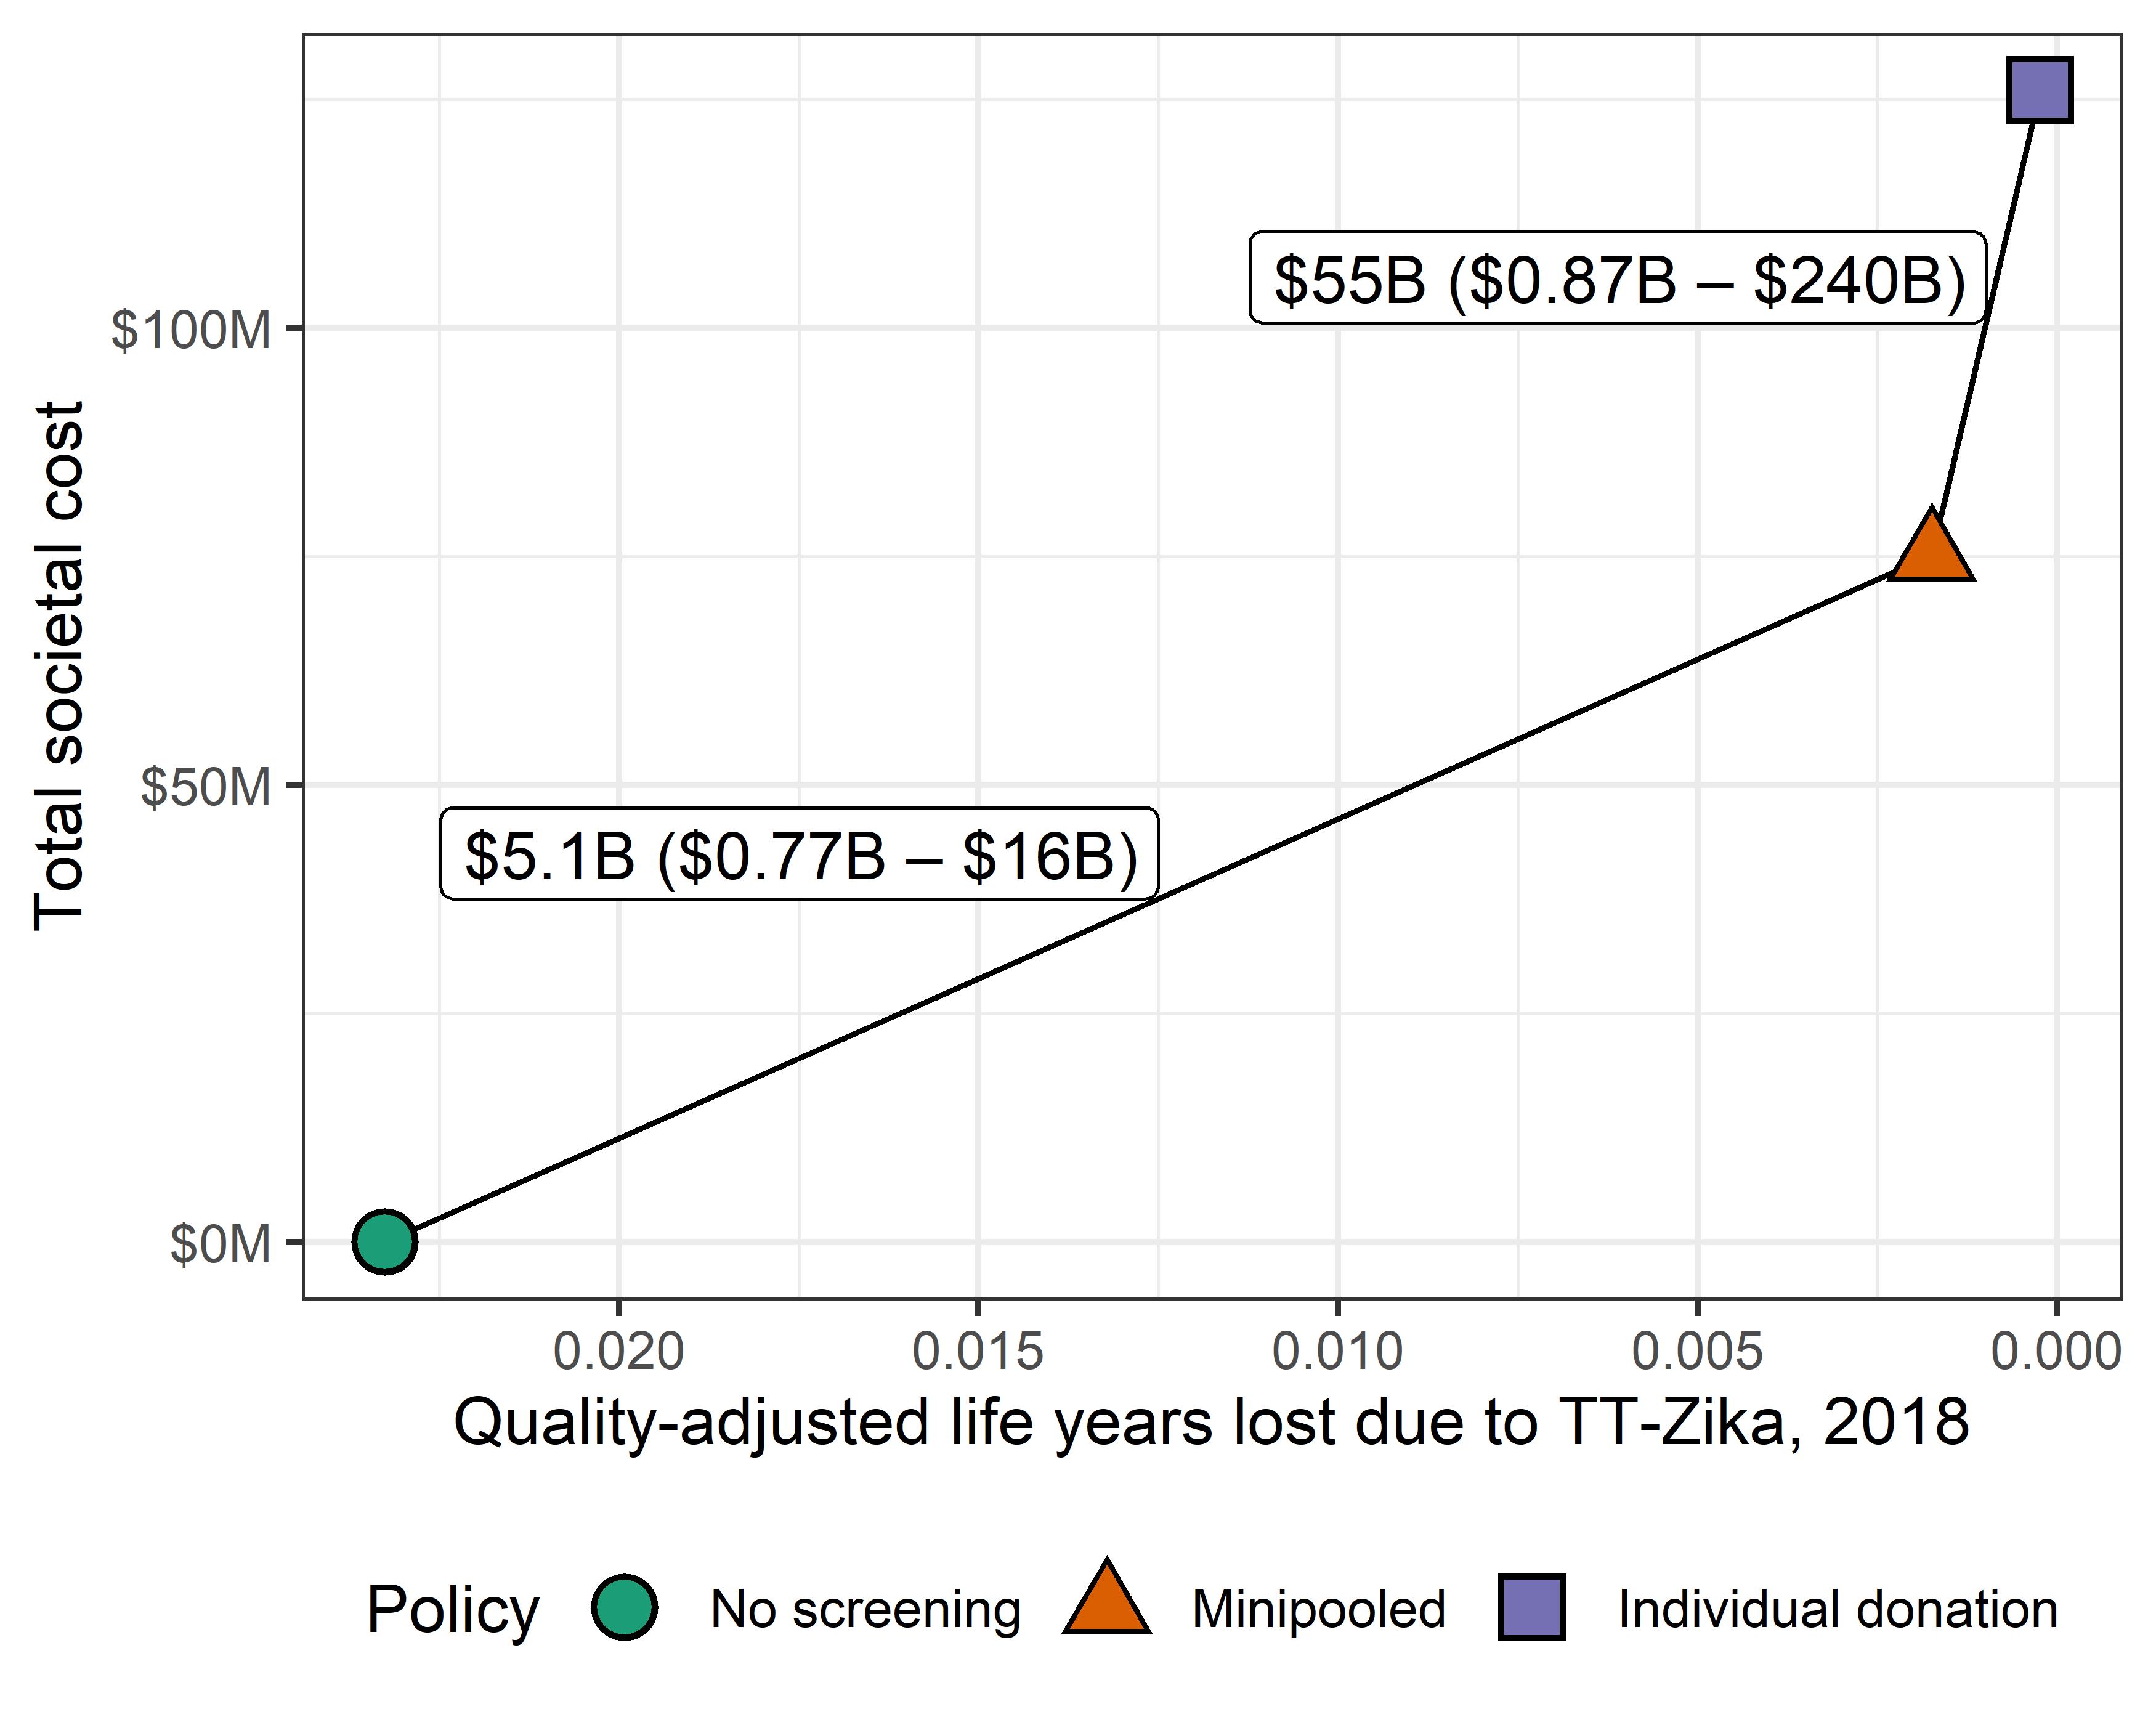 Total societal cost
$100M
$50M
$0M
$55B ($0.87B – $240B)
$5.1B ($0.77B – $16B)
0.020 0.015 0.010 0.005 0.000
Quality-adjusted life years lost due to TT-Zika, 2018
Policy No screening Minipooled Individual donation